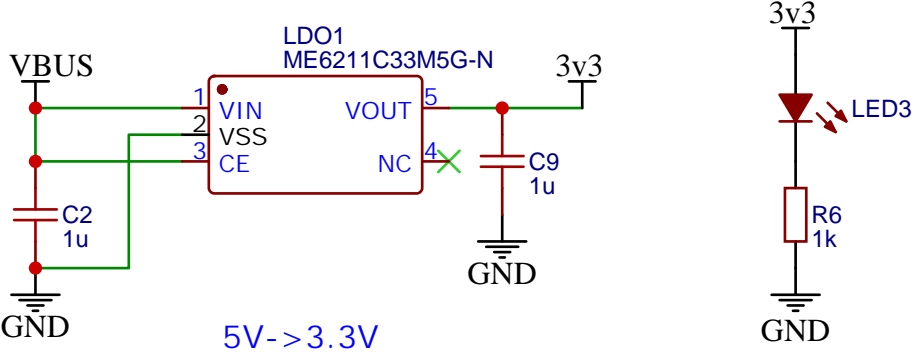 LDO1
ME6211C33M5G-N
VBUS
3v3
3v3
1
VIN
VOUT
5
2
VSS
3
CE
NC
4
LED3
C2
1u
C9
1u
R6
1k
GND
GND
GND
5V->3.3V